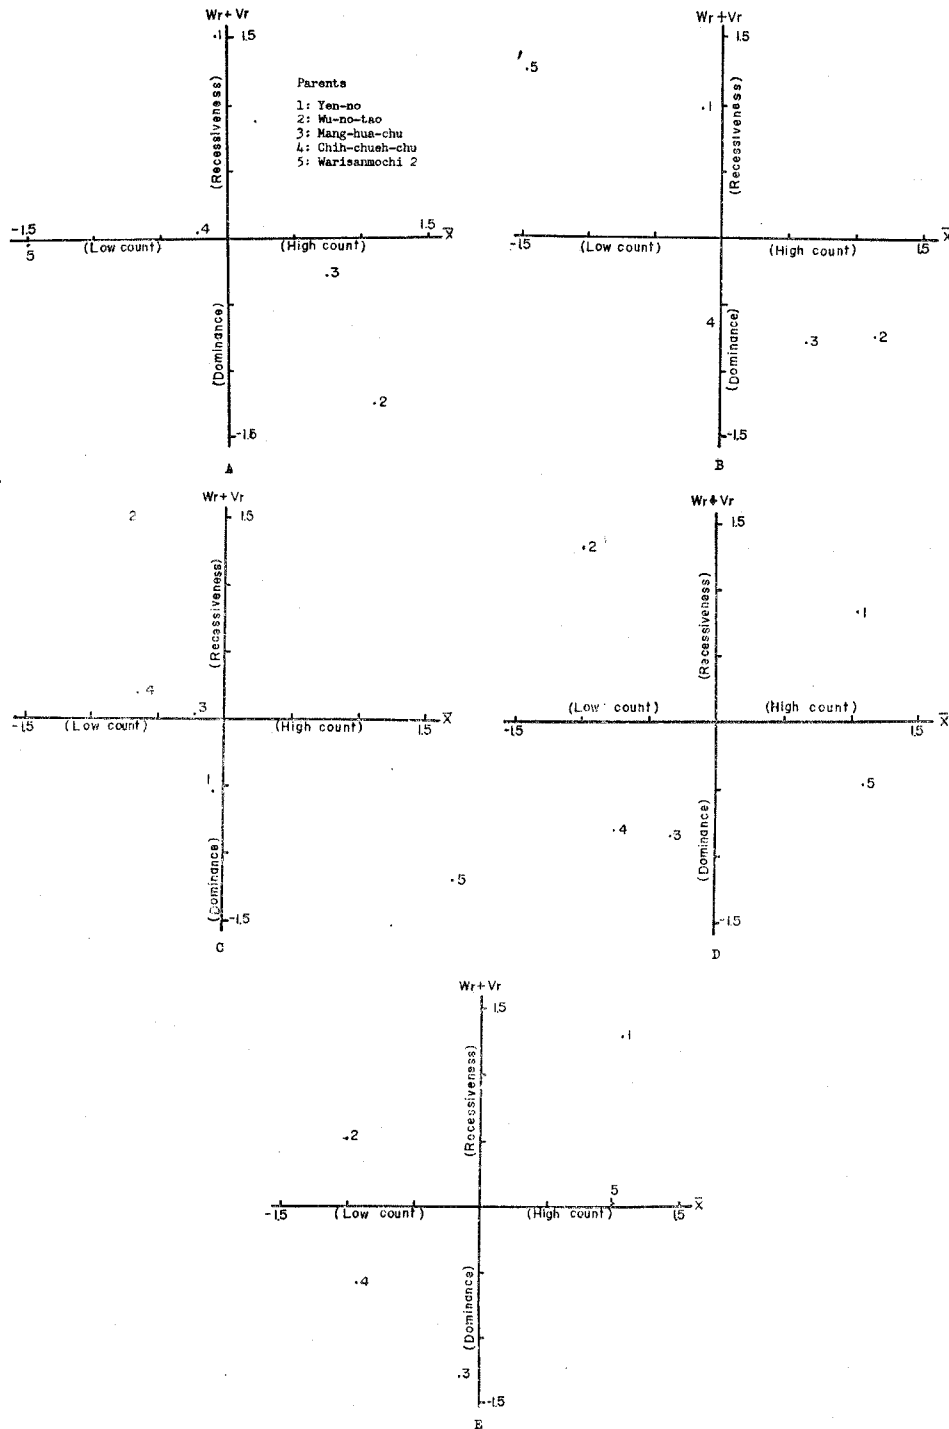 Wr+Vr
.1 1.5
Parents
1: Yen-no
2: Wu-no-tao
3: Mang-hua-chu
4: Chih-chueh-chu
5: Warisanmochi 2
(Recessiveness)
-1.5 .4 1.5 X̄
5 (Low count) (High count)
.3
(Dominance)
.2
-1.5
A
Wr+Vr
1.5
.5
.1
(Recessiveness)
-1.5 (Low count) (High count) 1.5 X̄
4
.3 .2
(Dominance)
-1.5
B
Wr+Vr
2 1.5
(Recessiveness)
.4
.3
-1.5 (Low count) (High count) 1.5 X̄
1
(Dominance)
.5
-1.5
C
Wr+Vr
1.5
.2
.1
(Recessiveness)
(Low count) (High count)
-1.5 1.5 X̄
.5
.4 .3
(Dominance)
-1.5
D
Wr+Vr
1.5
.1
(Recessiveness)
.2
5
-1.5 (Low count) (High count) 1.5 X̄
.4
(Dominance)
.3
-1.5
E